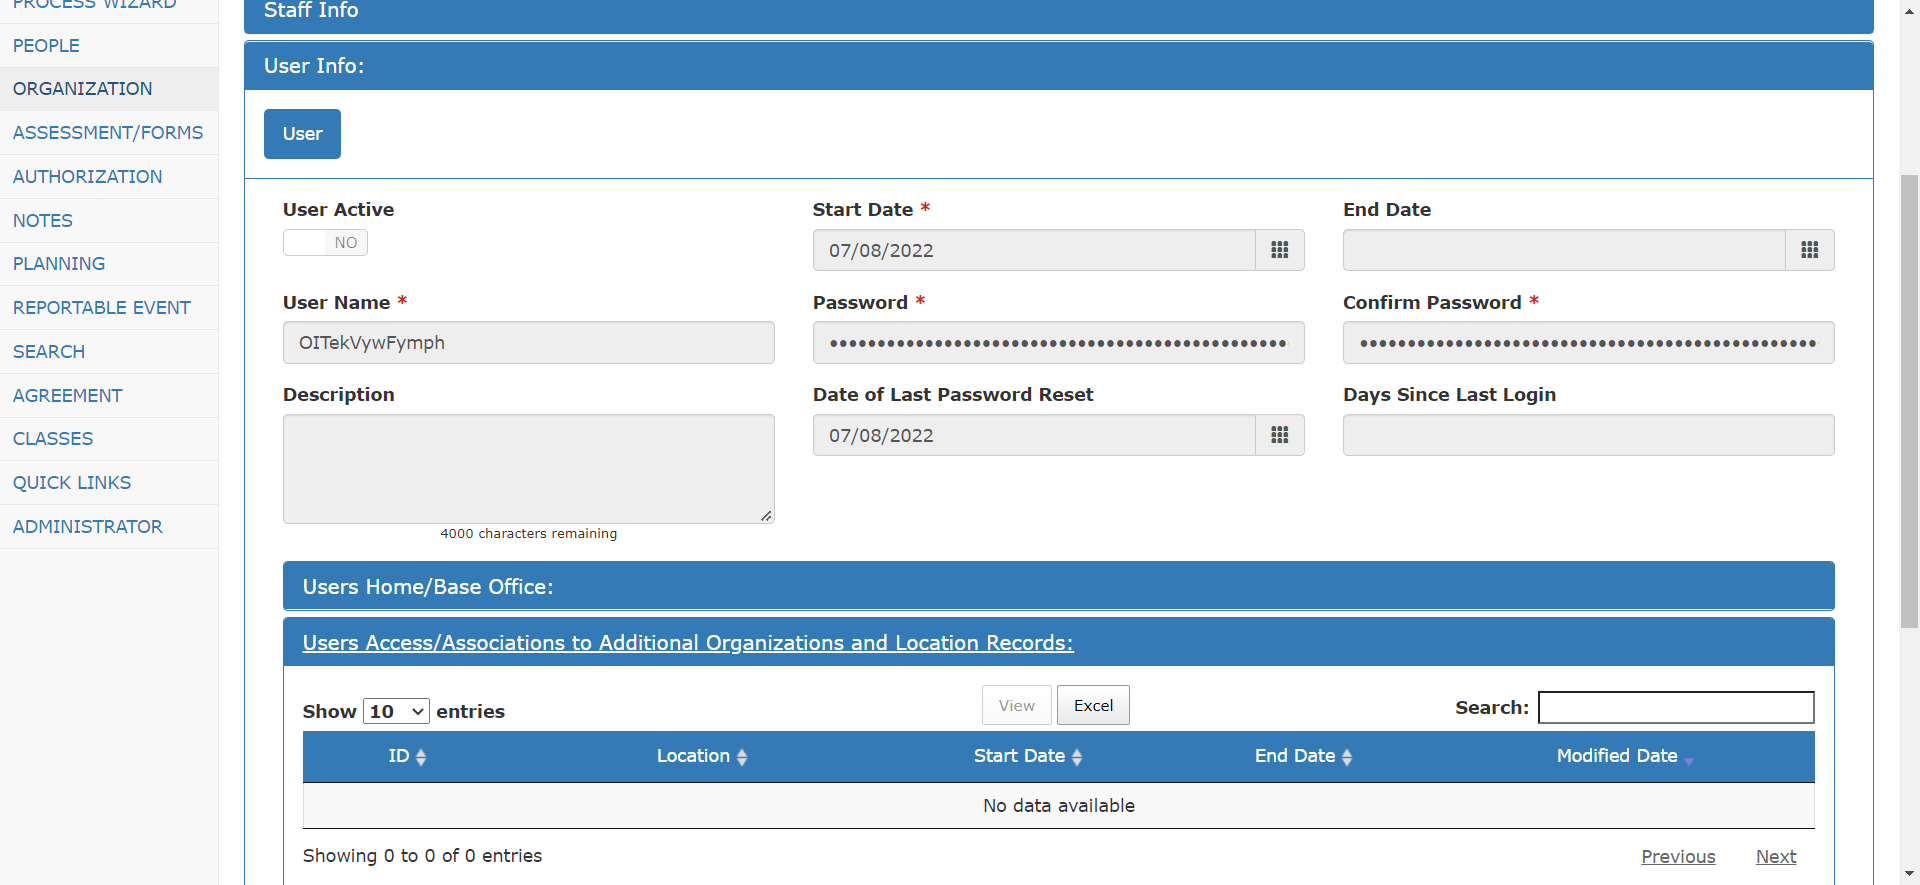 PROCESS WIZARD
PEOPLE
ORGANIZATION
ASSESSMENT/FORMS
AUTHORIZATION
NOTES
PLANNING
REPORTABLE EVENT
SEARCH
AGREEMENT
CLASSES
QUICK LINKS
ADMINISTRATOR
Staff Info
User Info:
User
User Active
NO
Start Date *
07/08/2022
End Date
User Name *
OITekVywFymph
Password *
••••••••••••••••••••••••••••••••••••••••••••••••
Confirm Password *
••••••••••••••••••••••••••••••••••••••••••••••••
Description
4000 characters remaining
Date of Last Password Reset
07/08/2022
Days Since Last Login
Users Home/Base Office:
Users Access/Associations to Additional Organizations and Location Records:
Show 10 entries
View
Excel
Search:
ID Location Start Date End Date Modified Date
No data available
Showing 0 to 0 of 0 entries
Previous Next